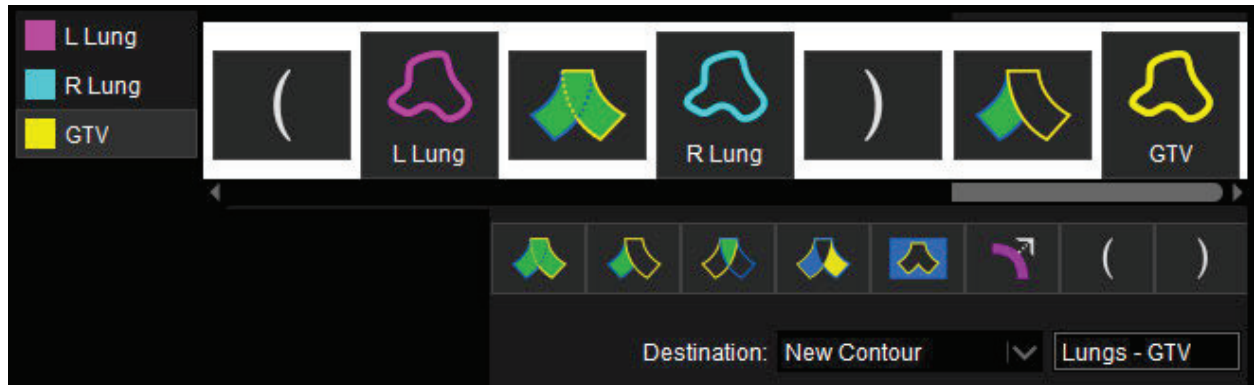 L Lung
R Lung
GTV
( L Lung R Lung ) GTV
( )
Destination: New Contour Lungs - GTV